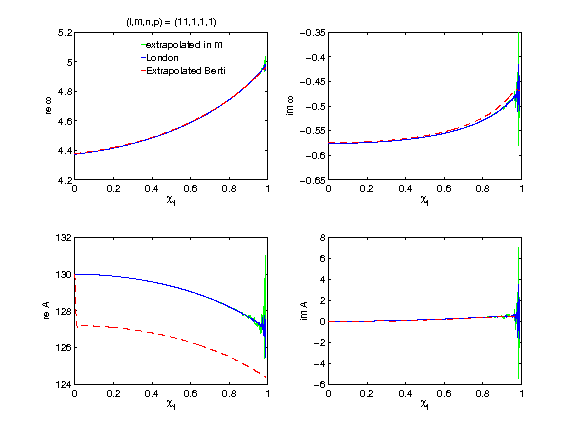 (l,m,n,p) = (11,1,1,1)
5.2
5
4.8
4.6
4.4
4.2
re ω
extrapolated in m
London
Extrapolated Berti
0 0.2 0.4 0.6 0.8 1
χf
−0.35
−0.4
−0.45
−0.5
−0.55
−0.6
−0.65
im ω
0 0.2 0.4 0.6 0.8 1
χf
132
130
128
126
124
re A
0 0.2 0.4 0.6 0.8 1
χf
8
6
4
2
0
−2
−4
−6
im A
0 0.2 0.4 0.6 0.8 1
χf